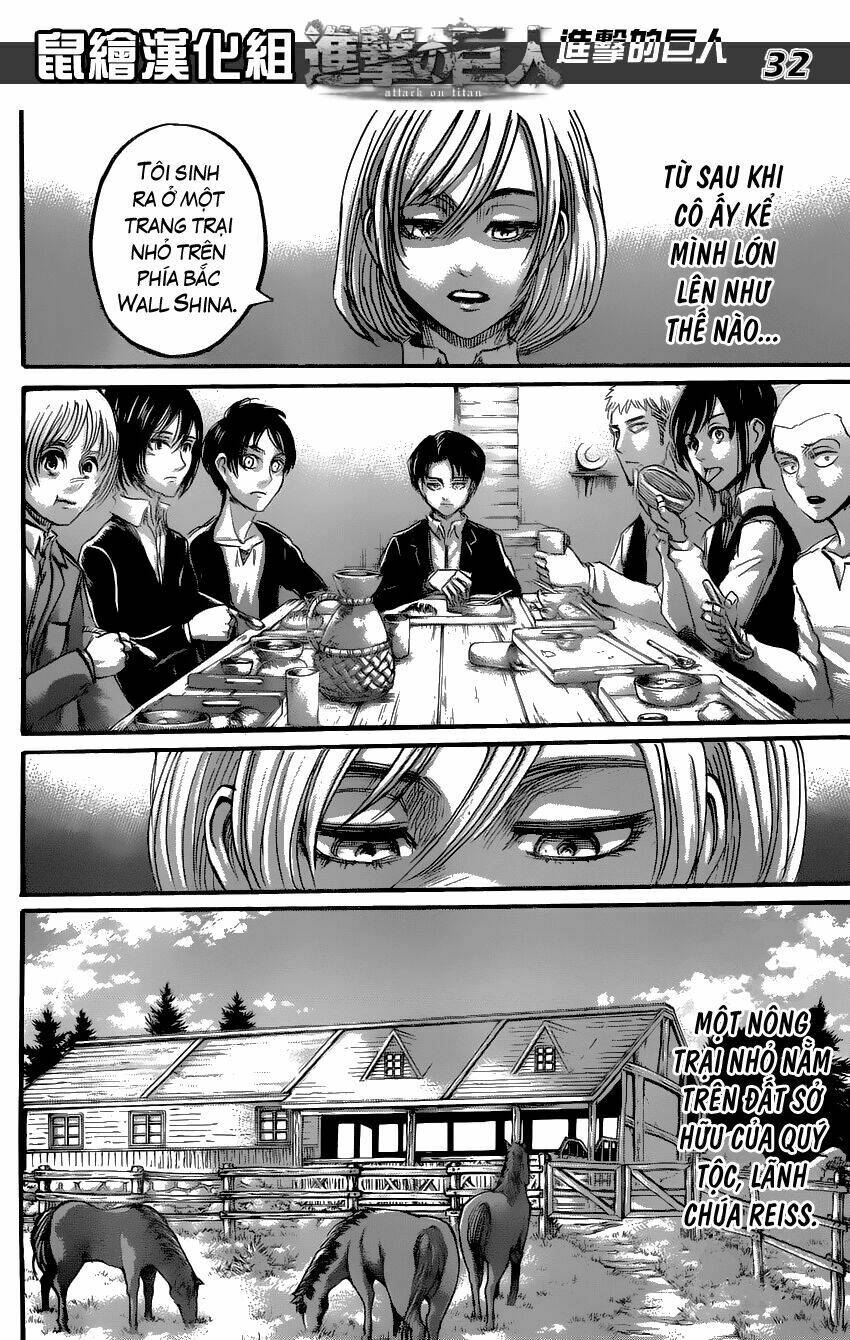 鼠繪漢化組
進撃の巨人
attack on titan
進擊的巨人
32
TỪ SAU KHI
CÔ ẤY KỂ
MÌNH LỚN
LÊN NHƯ
THẾ NÀO...
TÔI SINH
RA Ở MỘT
TRANG TRẠI
NHỎ TRÊN
PHÍA BẮC
WALL SHINA.
MỘT NÔNG
TRẠI NHỎ NẰM
TRÊN ĐẤT SỞ
HỮU CỦA QUÝ
TỘC, LÃNH
CHÚA REISS.